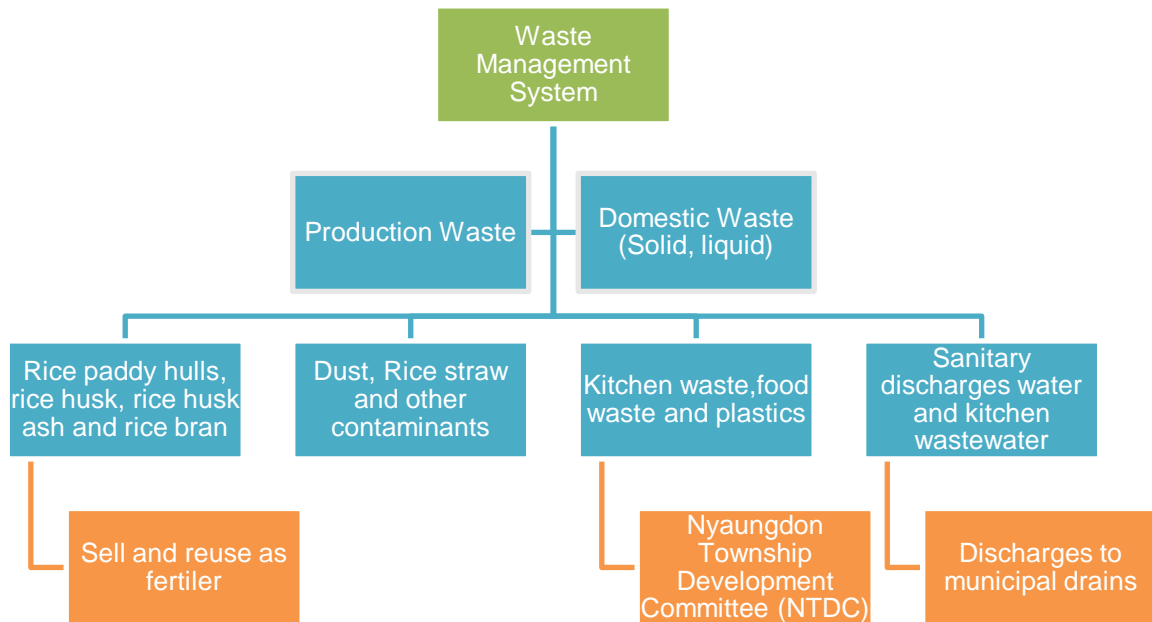 Waste
Management
System
Production Waste
Domestic Waste
(Solid, liquid)
Rice paddy hulls,
rice husk, rice husk
ash and rice bran
Dust, Rice straw
and other
contaminants
Kitchen waste,food
waste and plastics
Sanitary
discharges water
and kitchen
wastewater
Sell and reuse as
fertiler
Nyaungdon
Township
Development
Committee (NTDC)
Discharges to
municipal drains